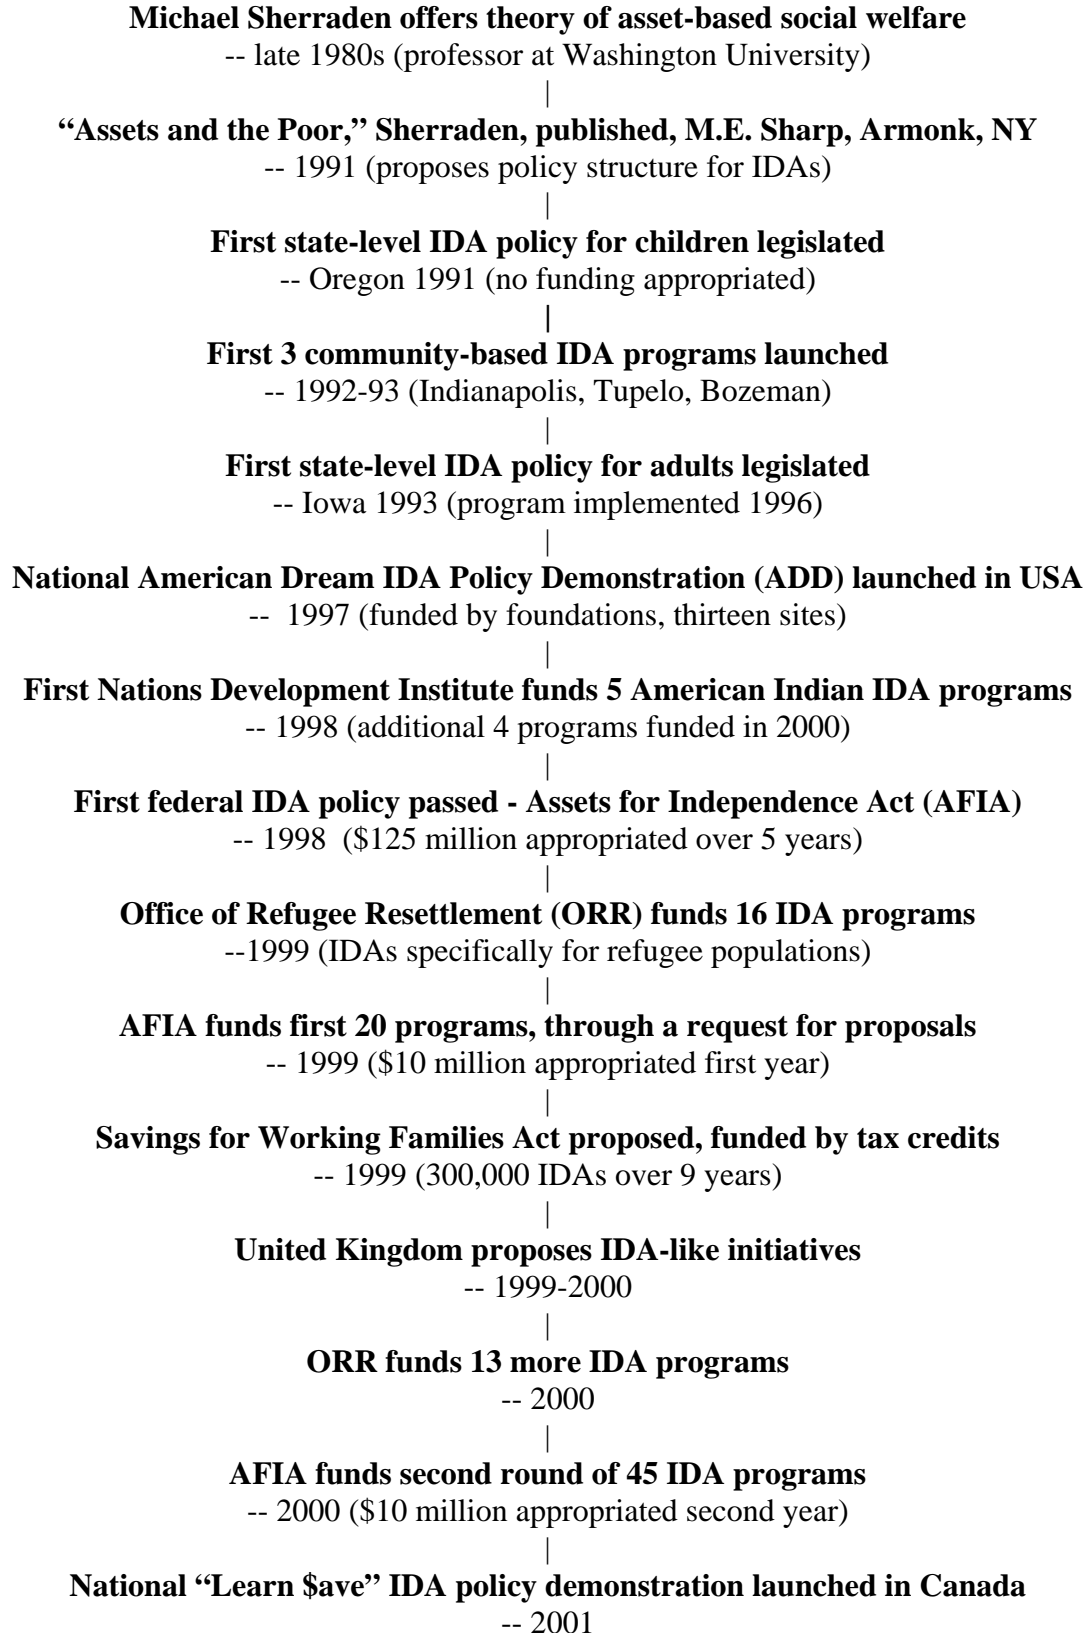 Michael Sherraden offers theory of asset-based social welfare
-- late 1980s (professor at Washington University)
|
“Assets and the Poor,” Sherraden, published, M.E. Sharp, Armonk, NY
-- 1991 (proposes policy structure for IDAs)
|
First state-level IDA policy for children legislated
-- Oregon 1991 (no funding appropriated)
|
First 3 community-based IDA programs launched
-- 1992-93 (Indianapolis, Tupelo, Bozeman)
|
First state-level IDA policy for adults legislated
-- Iowa 1993 (program implemented 1996)
|
National American Dream IDA Policy Demonstration (ADD) launched in USA
-- 1997 (funded by foundations, thirteen sites)
|
First Nations Development Institute funds 5 American Indian IDA programs
-- 1998 (additional 4 programs funded in 2000)
|
First federal IDA policy passed - Assets for Independence Act (AFIA)
-- 1998 ($125 million appropriated over 5 years)
|
Office of Refugee Resettlement (ORR) funds 16 IDA programs
--1999 (IDAs specifically for refugee populations)
|
AFIA funds first 20 programs, through a request for proposals
-- 1999 ($10 million appropriated first year)
|
Savings for Working Families Act proposed, funded by tax credits
-- 1999 (300,000 IDAs over 9 years)
|
United Kingdom proposes IDA-like initiatives
-- 1999-2000
|
ORR funds 13 more IDA programs
-- 2000
|
AFIA funds second round of 45 IDA programs
-- 2000 ($10 million appropriated second year)
|
National “Learn $ave” IDA policy demonstration launched in Canada
-- 2001